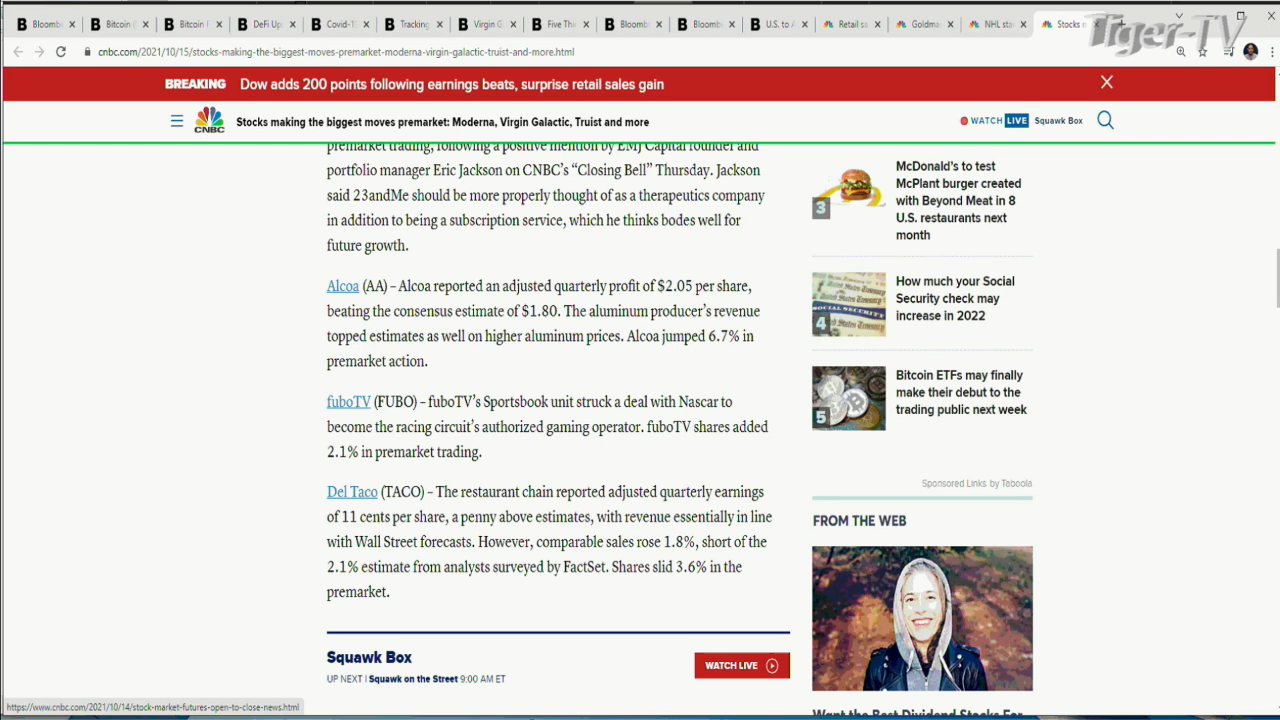 Bloomb
Bitcoin
Bitcoin
DeFi Up
Covid-1
Tracking
Virgin G
Five The
Bloomb
Bloomb
U.S. to
Retail sa
Goldma
NHL sta
Stocks
Tiger-TV
cnbc.com/2021/10/15/stocks-making-the-biggest-moves-premarket-moderna-virgin-galactic-truist-and-more.html
BREAKING Dow adds 200 points following earnings beats, surprise retail sales gain
CNBC
Stocks making the biggest moves premarket: Moderna, Virgin Galactic, Truist and more
WATCH LIVE Squawk Box
premarket trading, following a positive mention by EMJ Capital founder and
portfolio manager Eric Jackson on CNBC’s “Closing Bell” Thursday. Jackson
said 23andMe should be more properly thought of as a therapeutics company
in addition to being a subscription service, which he thinks bodes well for
future growth.
Alcoa (AA) – Alcoa reported an adjusted quarterly profit of $2.05 per share,
beating the consensus estimate of $1.80. The aluminum producer’s revenue
topped estimates as well on higher aluminum prices. Alcoa jumped 6.7% in
premarket action.
fuboTV (FUBO) – fuboTV’s Sportsbook unit struck a deal with Nascar to
become the racing circuit’s authorized gaming operator. fuboTV shares added
2.1% in premarket trading.
Del Taco (TACO) – The restaurant chain reported adjusted quarterly earnings
of 11 cents per share, a penny above estimates, with revenue essentially in line
with Wall Street forecasts. However, comparable sales rose 1.8%, short of the
2.1% estimate from analysts surveyed by FactSet. Shares slid 3.6% in the
premarket.
Squawk Box
UP NEXT | Squawk on the Street 9:00 AM ET
WATCH LIVE
3
McDonald’s to test
McPlant burger created
with Beyond Meat in 8
U.S. restaurants next
month
SOCIAL SECURITY
4
How much your Social
Security check may
increase in 2022
5
Bitcoin ETFs may finally
make their debut to the
trading public next week
Sponsored Links by Taboola
FROM THE WEB
Want the Best Dividend Stocks For
https://www.cnbc.com/2021/10/14/stock-market-futures-open-to-close-news.html